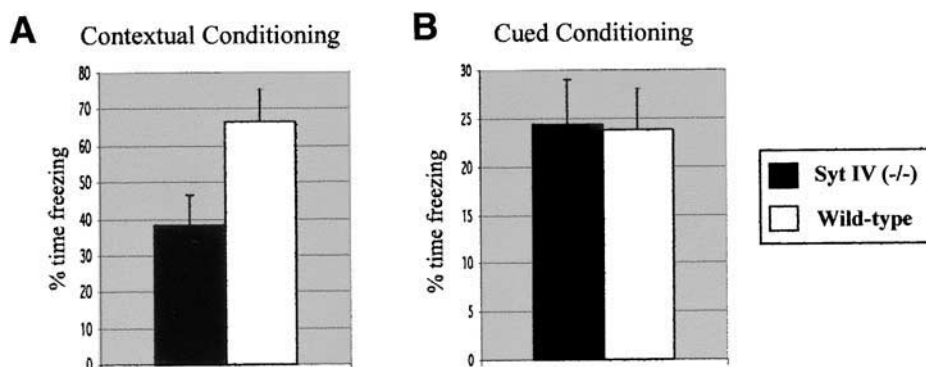 A
Contextual Conditioning
% time freezing
80
70
60
50
40
30
20
10
0
B
Cued Conditioning
% time freezing
30
25
20
15
10
5
0
Syt IV (-/-)
Wild-type